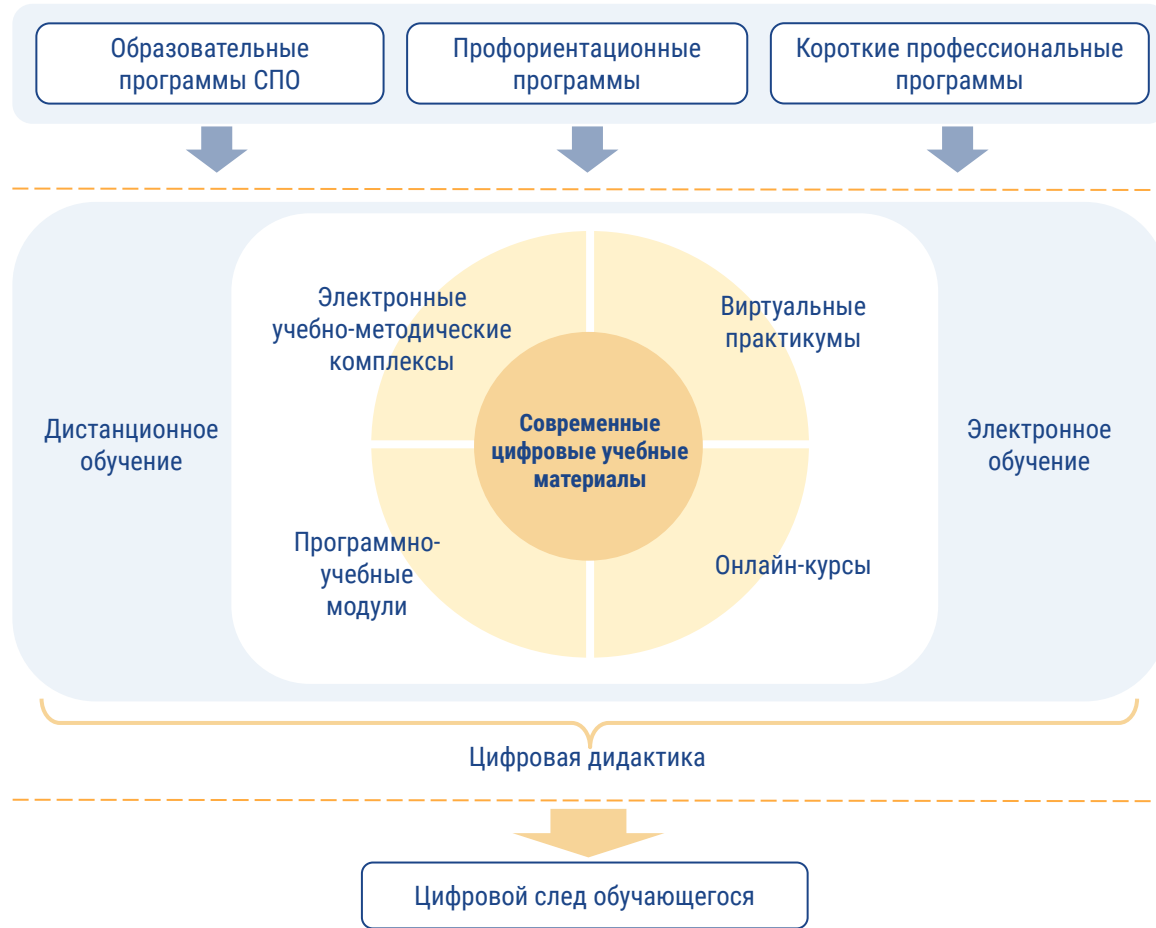 Образовательные
программы СПО
Профориентационные
программы
Короткие профессиональные
программы
Электронные
учебно-методические
комплексы
Виртуальные
практикумы
Дистанционное
обучение
Современные
цифровые учебные
материалы
Электронное
обучение
Программно-
учебные
модули
Онлайн-курсы
Цифровая дидактика
Цифровой след обучающегося